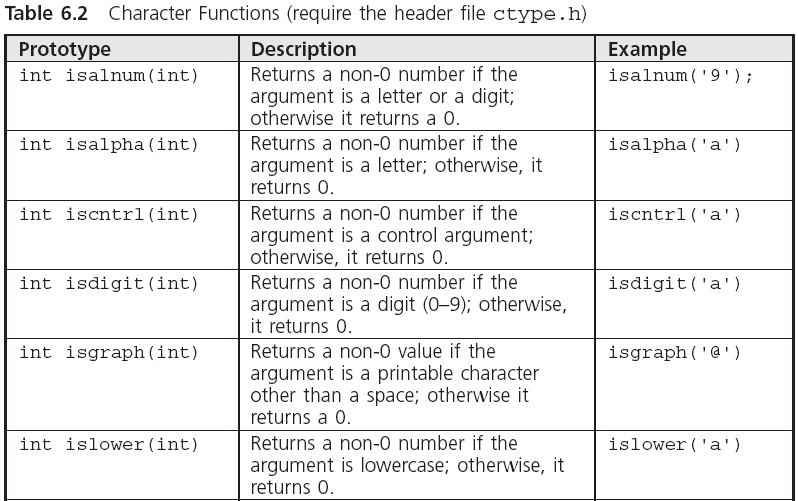 Table 6.2 Character Functions (require the header file ctype.h)
Prototype Description Example
int isalnum(int) Returns a non-0 number if the isalnum('9');
argument is a letter or a digit;
otherwise it returns a 0.
int isalpha(int) Returns a non-0 number if the isalpha('a')
argument is a letter; otherwise, it
returns 0.
int iscntrl(int) Returns a non-0 number if the iscntrl('a')
argument is a control argument;
otherwise, it returns 0.
int isdigit(int) Returns a non-0 number if the isdigit('a')
argument is a digit (0–9); otherwise,
it returns 0.
int isgraph(int) Returns a non-0 value if the isgraph('@')
argument is a printable character
other than a space; otherwise it
returns a 0.
int islower(int) Returns a non-0 number if the islower('a')
argument is lowercase; otherwise, it
returns 0.